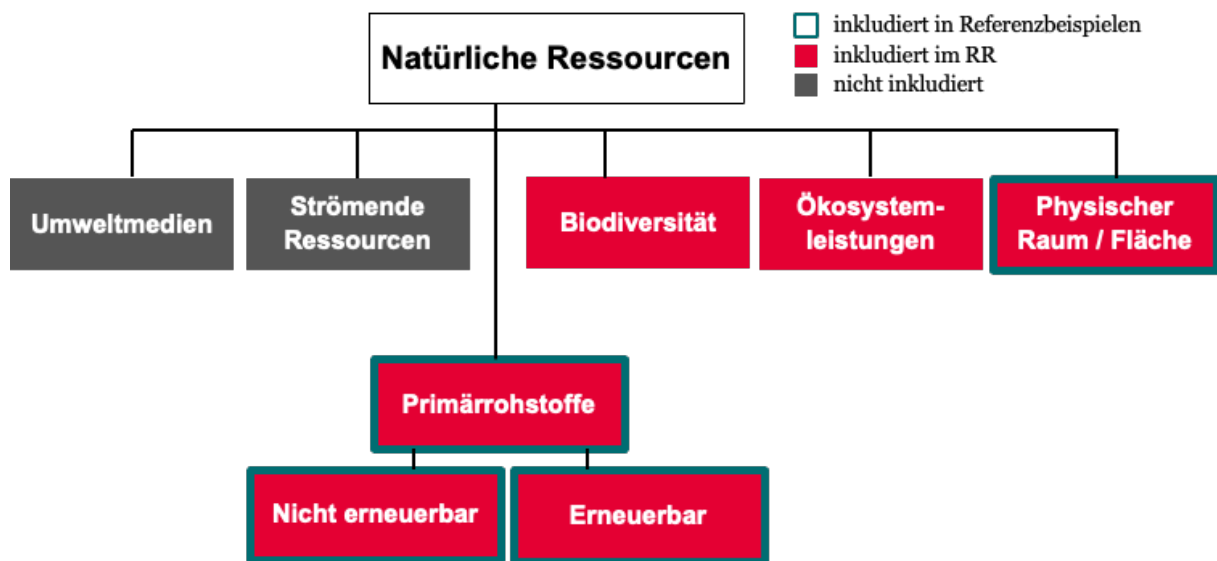 Natürliche Ressourcen
inkludiert in Referenzbeispielen
inkludiert im RR
nicht inkludiert
Umweltmedien
Strömende
Ressourcen
Biodiversität
Ökosystem-
leistungen
Physischer
Raum / Fläche
Primärrohstoffe
Nicht erneuerbar
Erneuerbar